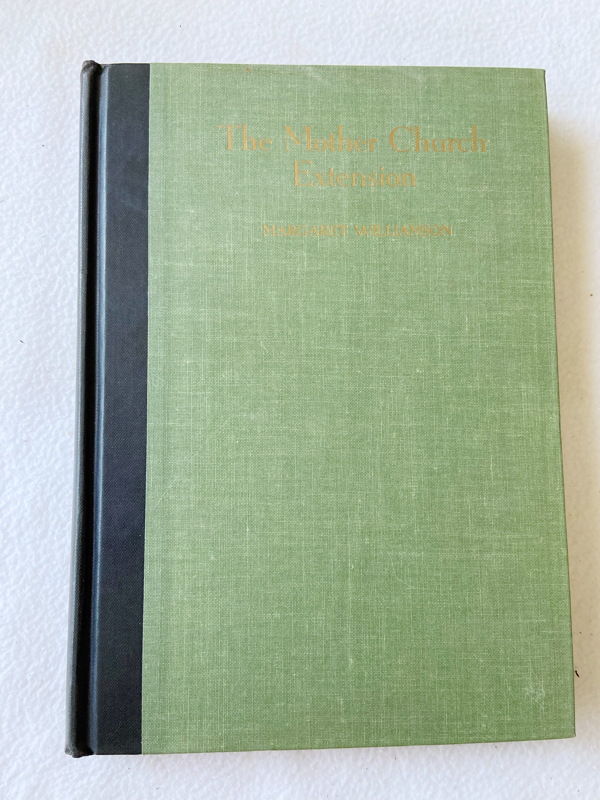 The Mother Church
Extension
MARGARET WILLIAMSON